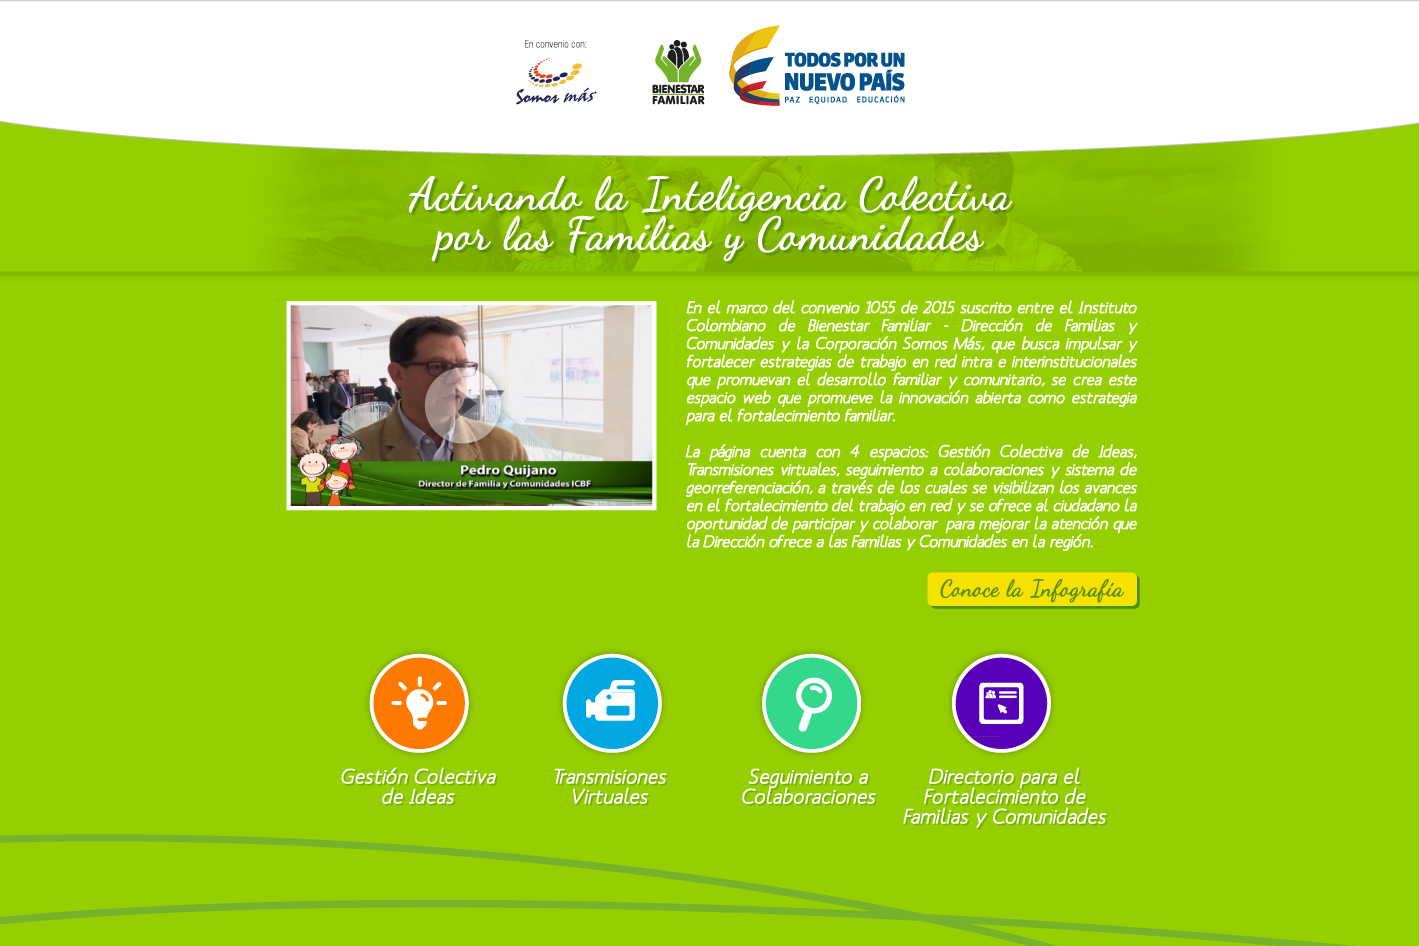 En convenio con:
Somos más
BIENESTAR
FAMILIAR
TODOS POR UN
NUEVO PAÍS
PAZ EQUIDAD EDUCACIÓN
Activando la Inteligencia Colectiva
por las Familias y Comunidades
Pedro Quijano
Director de Familia y Comunidades ICBF
En el marco del convenio 1055 de 2015 suscrito entre el Instituto
Colombiano de Bienestar Familiar - Dirección de Familias y
Comunidades y la Corporación Somos Más, que busca impulsar y
fortalecer estrategias de trabajo en red intra e interinstitucionales
que promuevan el desarrollo familiar y comunitario, se crea este
espacio web que promueve la innovación abierta como estrategia
para el fortalecimiento familiar.
La página cuenta con 4 espacios: Gestión Colectiva de Ideas,
Transmisiones virtuales, seguimiento a colaboraciones y sistema de
georreferenciación, a través de los cuales se visibilizan los avances
en el fortalecimiento del trabajo en red y se ofrece al ciudadano la
oportunidad de participar y colaborar para mejorar la atención que
la Dirección ofrece a las Familias y Comunidades en la región.
Conoce la Infografía
Gestión Colectiva
de Ideas
Transmisiones
Virtuales
Seguimiento a
Colaboraciones
Directorio para el
Fortalecimiento de
Familias y Comunidades